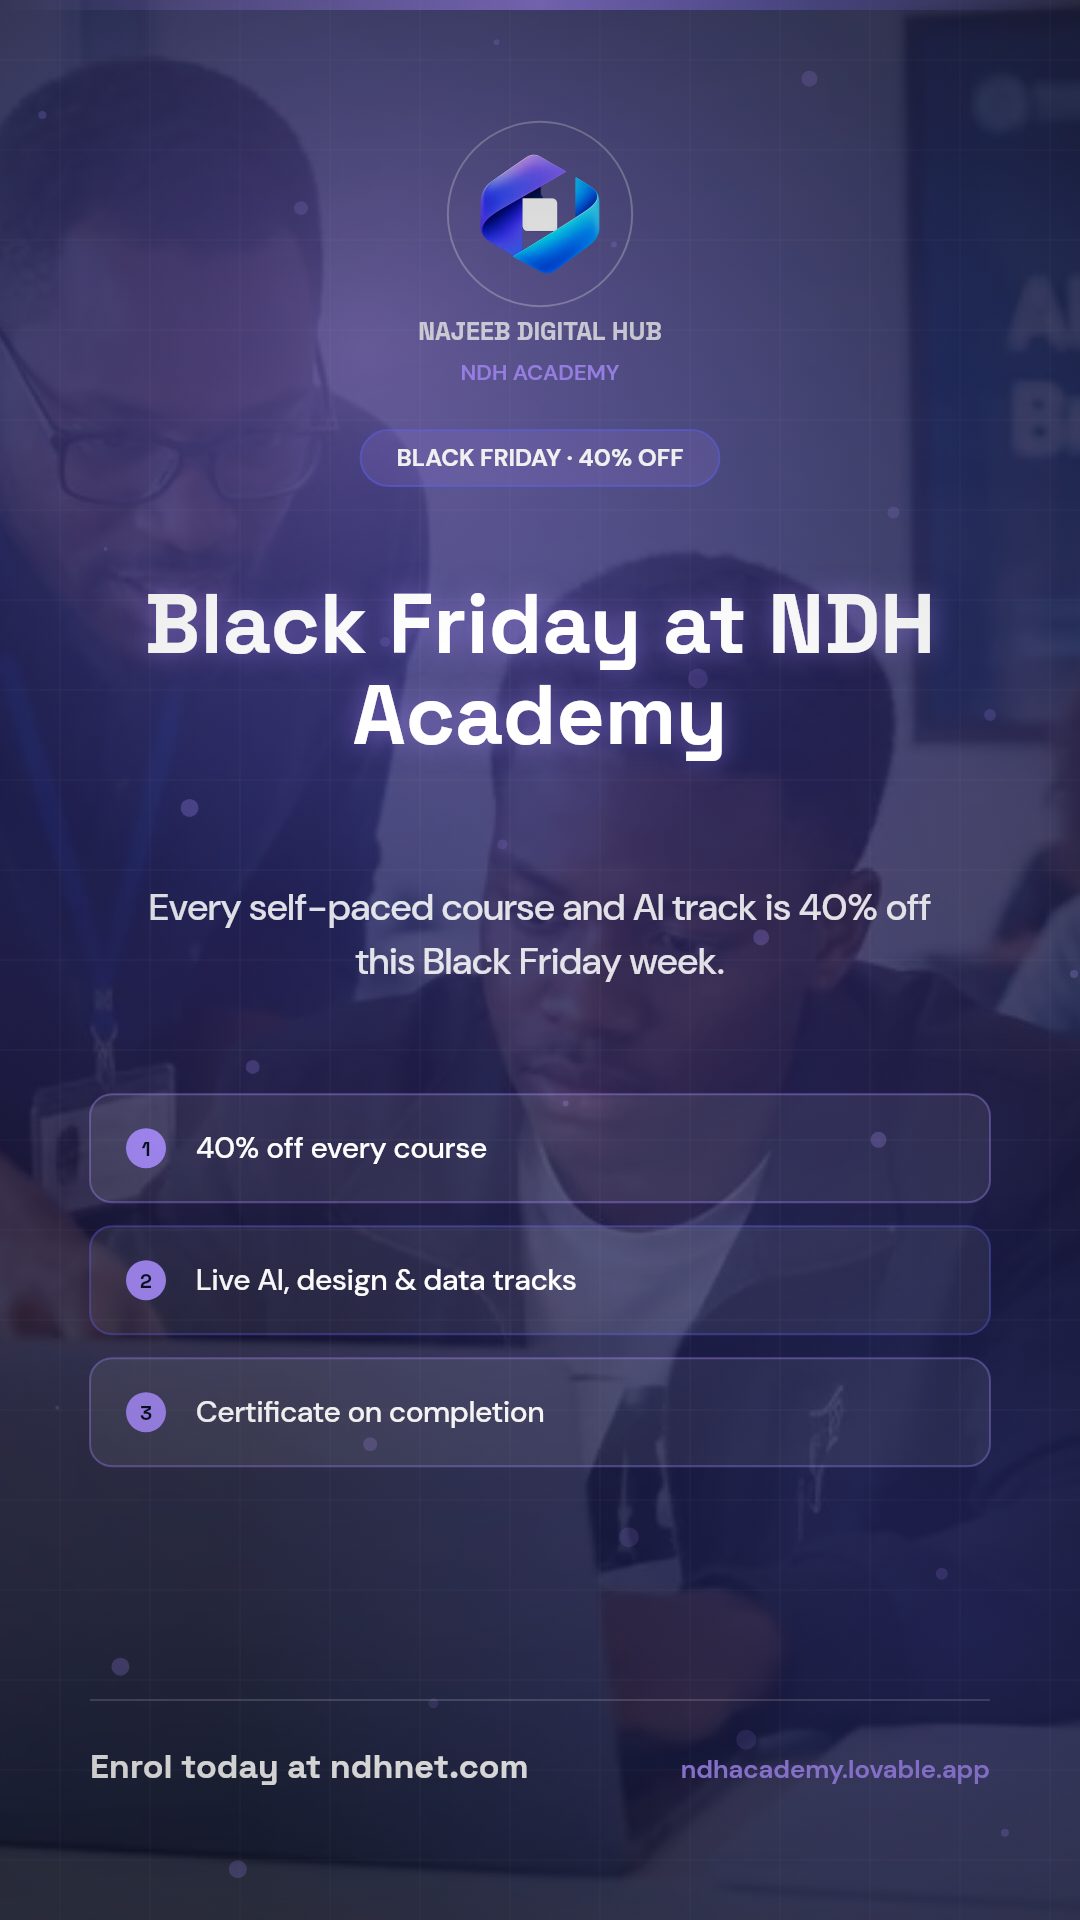 NAJEEB DIGITAL HUB
NDH ACADEMY
BLACK FRIDAY · 40% OFF
Black Friday at NDH
Academy
Every self-paced course and AI track is 40% off
this Black Friday week.
1 40% off every course
2 Live AI, design & data tracks
3 Certificate on completion
Enrol today at ndhnet.com
ndhacademy.lovable.app